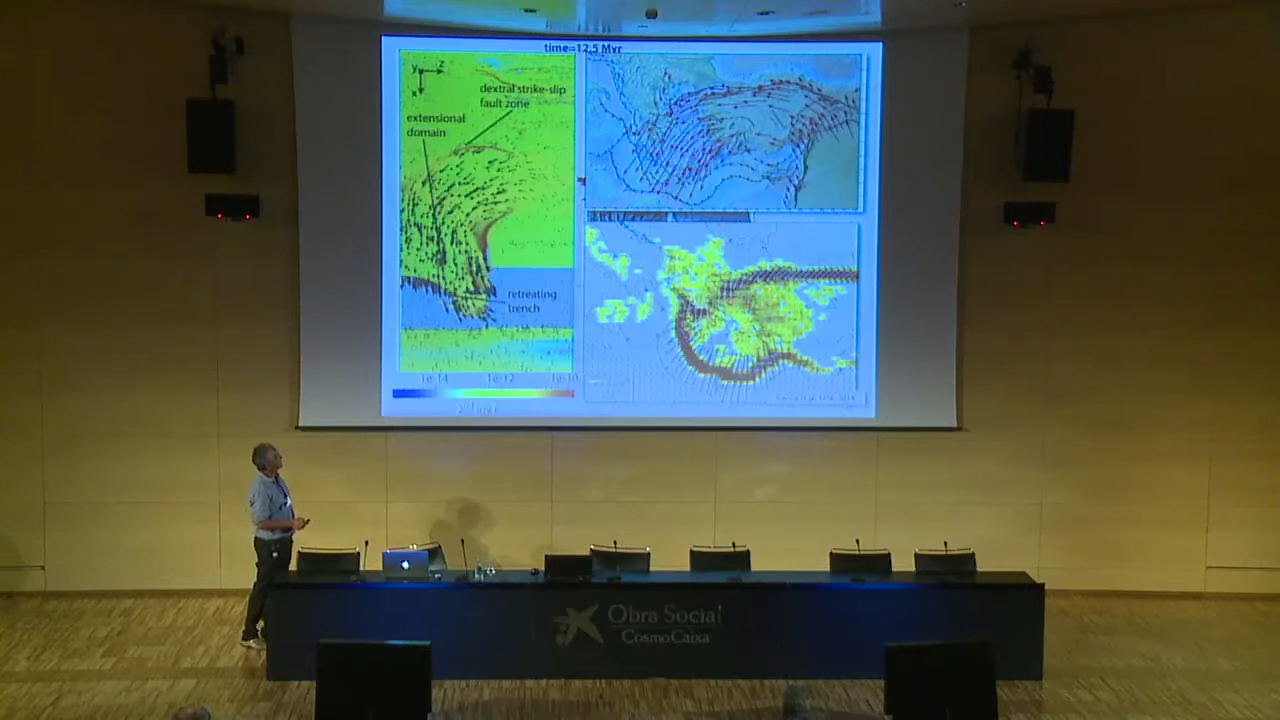 time=12.5 Myr
y
z
x
dextral strike-slip
fault zone
extensional
domain
retreating
trench
1e-14
1e-12
1e-10
Obra Social
CosmoCaixa